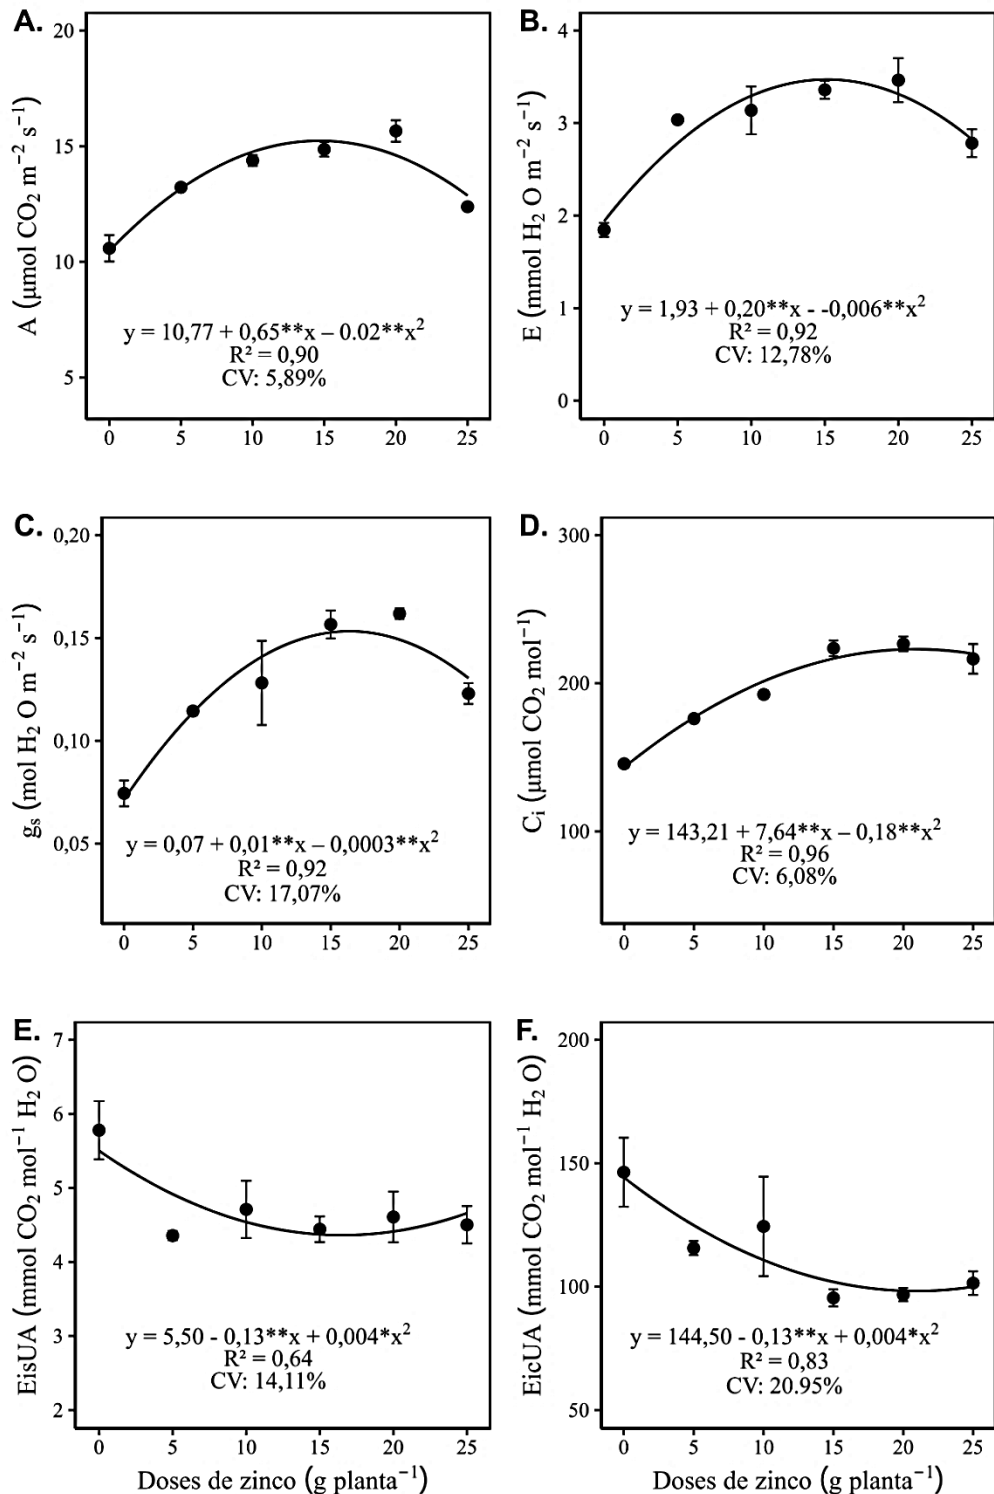 A.
A (μmol CO₂ m⁻² s⁻¹)
20
15
10
5
y = 10,77 + 0,65**x – 0.02**x²
R² = 0,90
CV: 5,89%
0 5 10 15 20 25
B.
E (mmol H₂ O m⁻² s⁻¹)
4
3
2
1
0
y = 1,93 + 0,20**x - -0,006**x²
R² = 0,92
CV: 12,78%
0 5 10 15 20 25
C.
gₛ (mol H₂ O m⁻² s⁻¹)
0,20
0,15
0,10
0,05
y = 0,07 + 0,01**x – 0,0003**x²
R² = 0,92
CV: 17,07%
0 5 10 15 20 25
D.
Cᵢ (μmol CO₂ mol⁻¹)
300
200
100
y = 143,21 + 7,64**x – 0,18**x²
R² = 0,96
CV: 6,08%
0 5 10 15 20 25
E.
EisUA (mmol CO₂ mol⁻¹ H₂ O)
7
6
5
4
3
2
y = 5,50 - 0,13**x + 0,004*x²
R² = 0,64
CV: 14,11%
0 5 10 15 20 25
Doses de zinco (g planta⁻¹)
F.
EicUA (mmol CO₂ mol⁻¹ H₂ O)
200
150
100
50
y = 144,50 - 0,13**x + 0,004*x²
R² = 0,83
CV: 20.95%
0 5 10 15 20 25
Doses de zinco (g planta⁻¹)